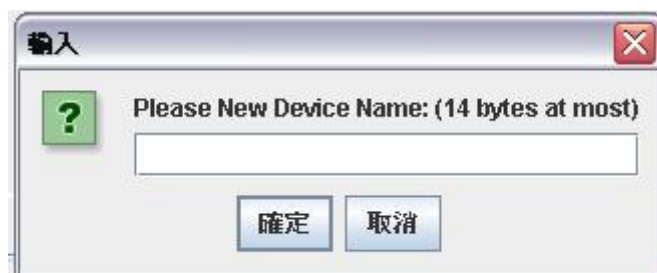 輸入
Please New Device Name: (14 bytes at most)
確定
取消